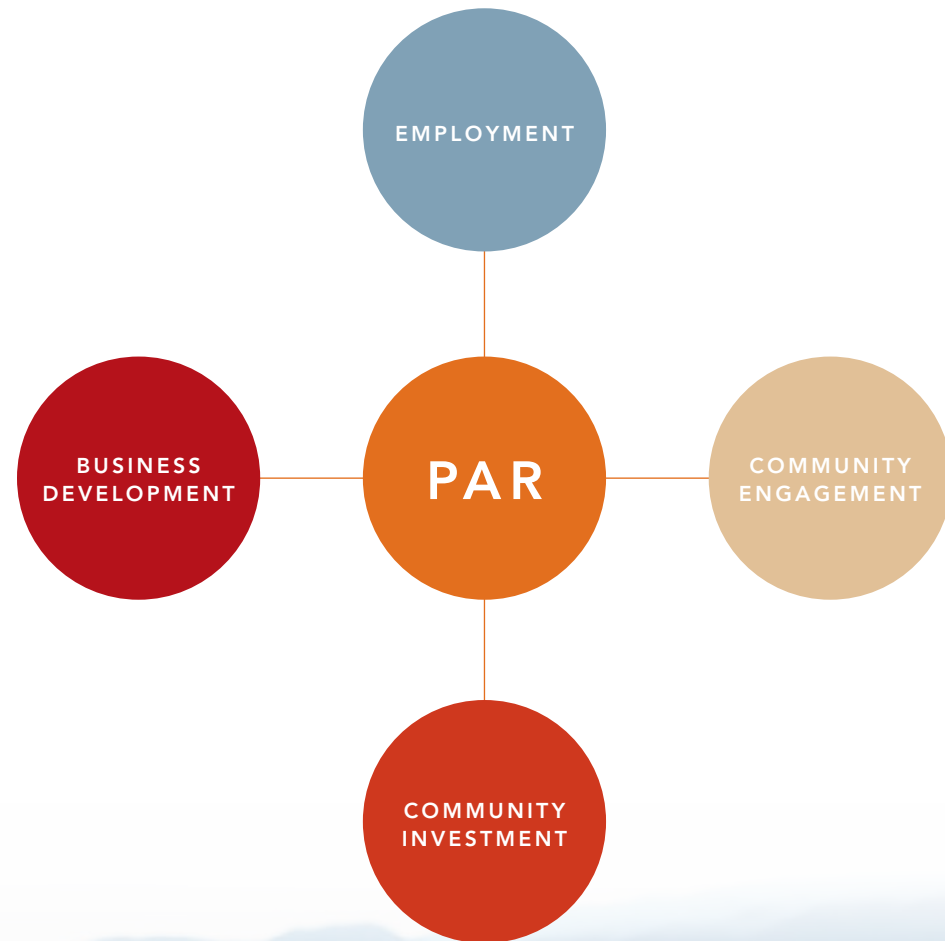 EMPLOYMENT
BUSINESS
DEVELOPMENT
PAR
COMMUNITY
ENGAGEMENT
COMMUNITY
INVESTMENT